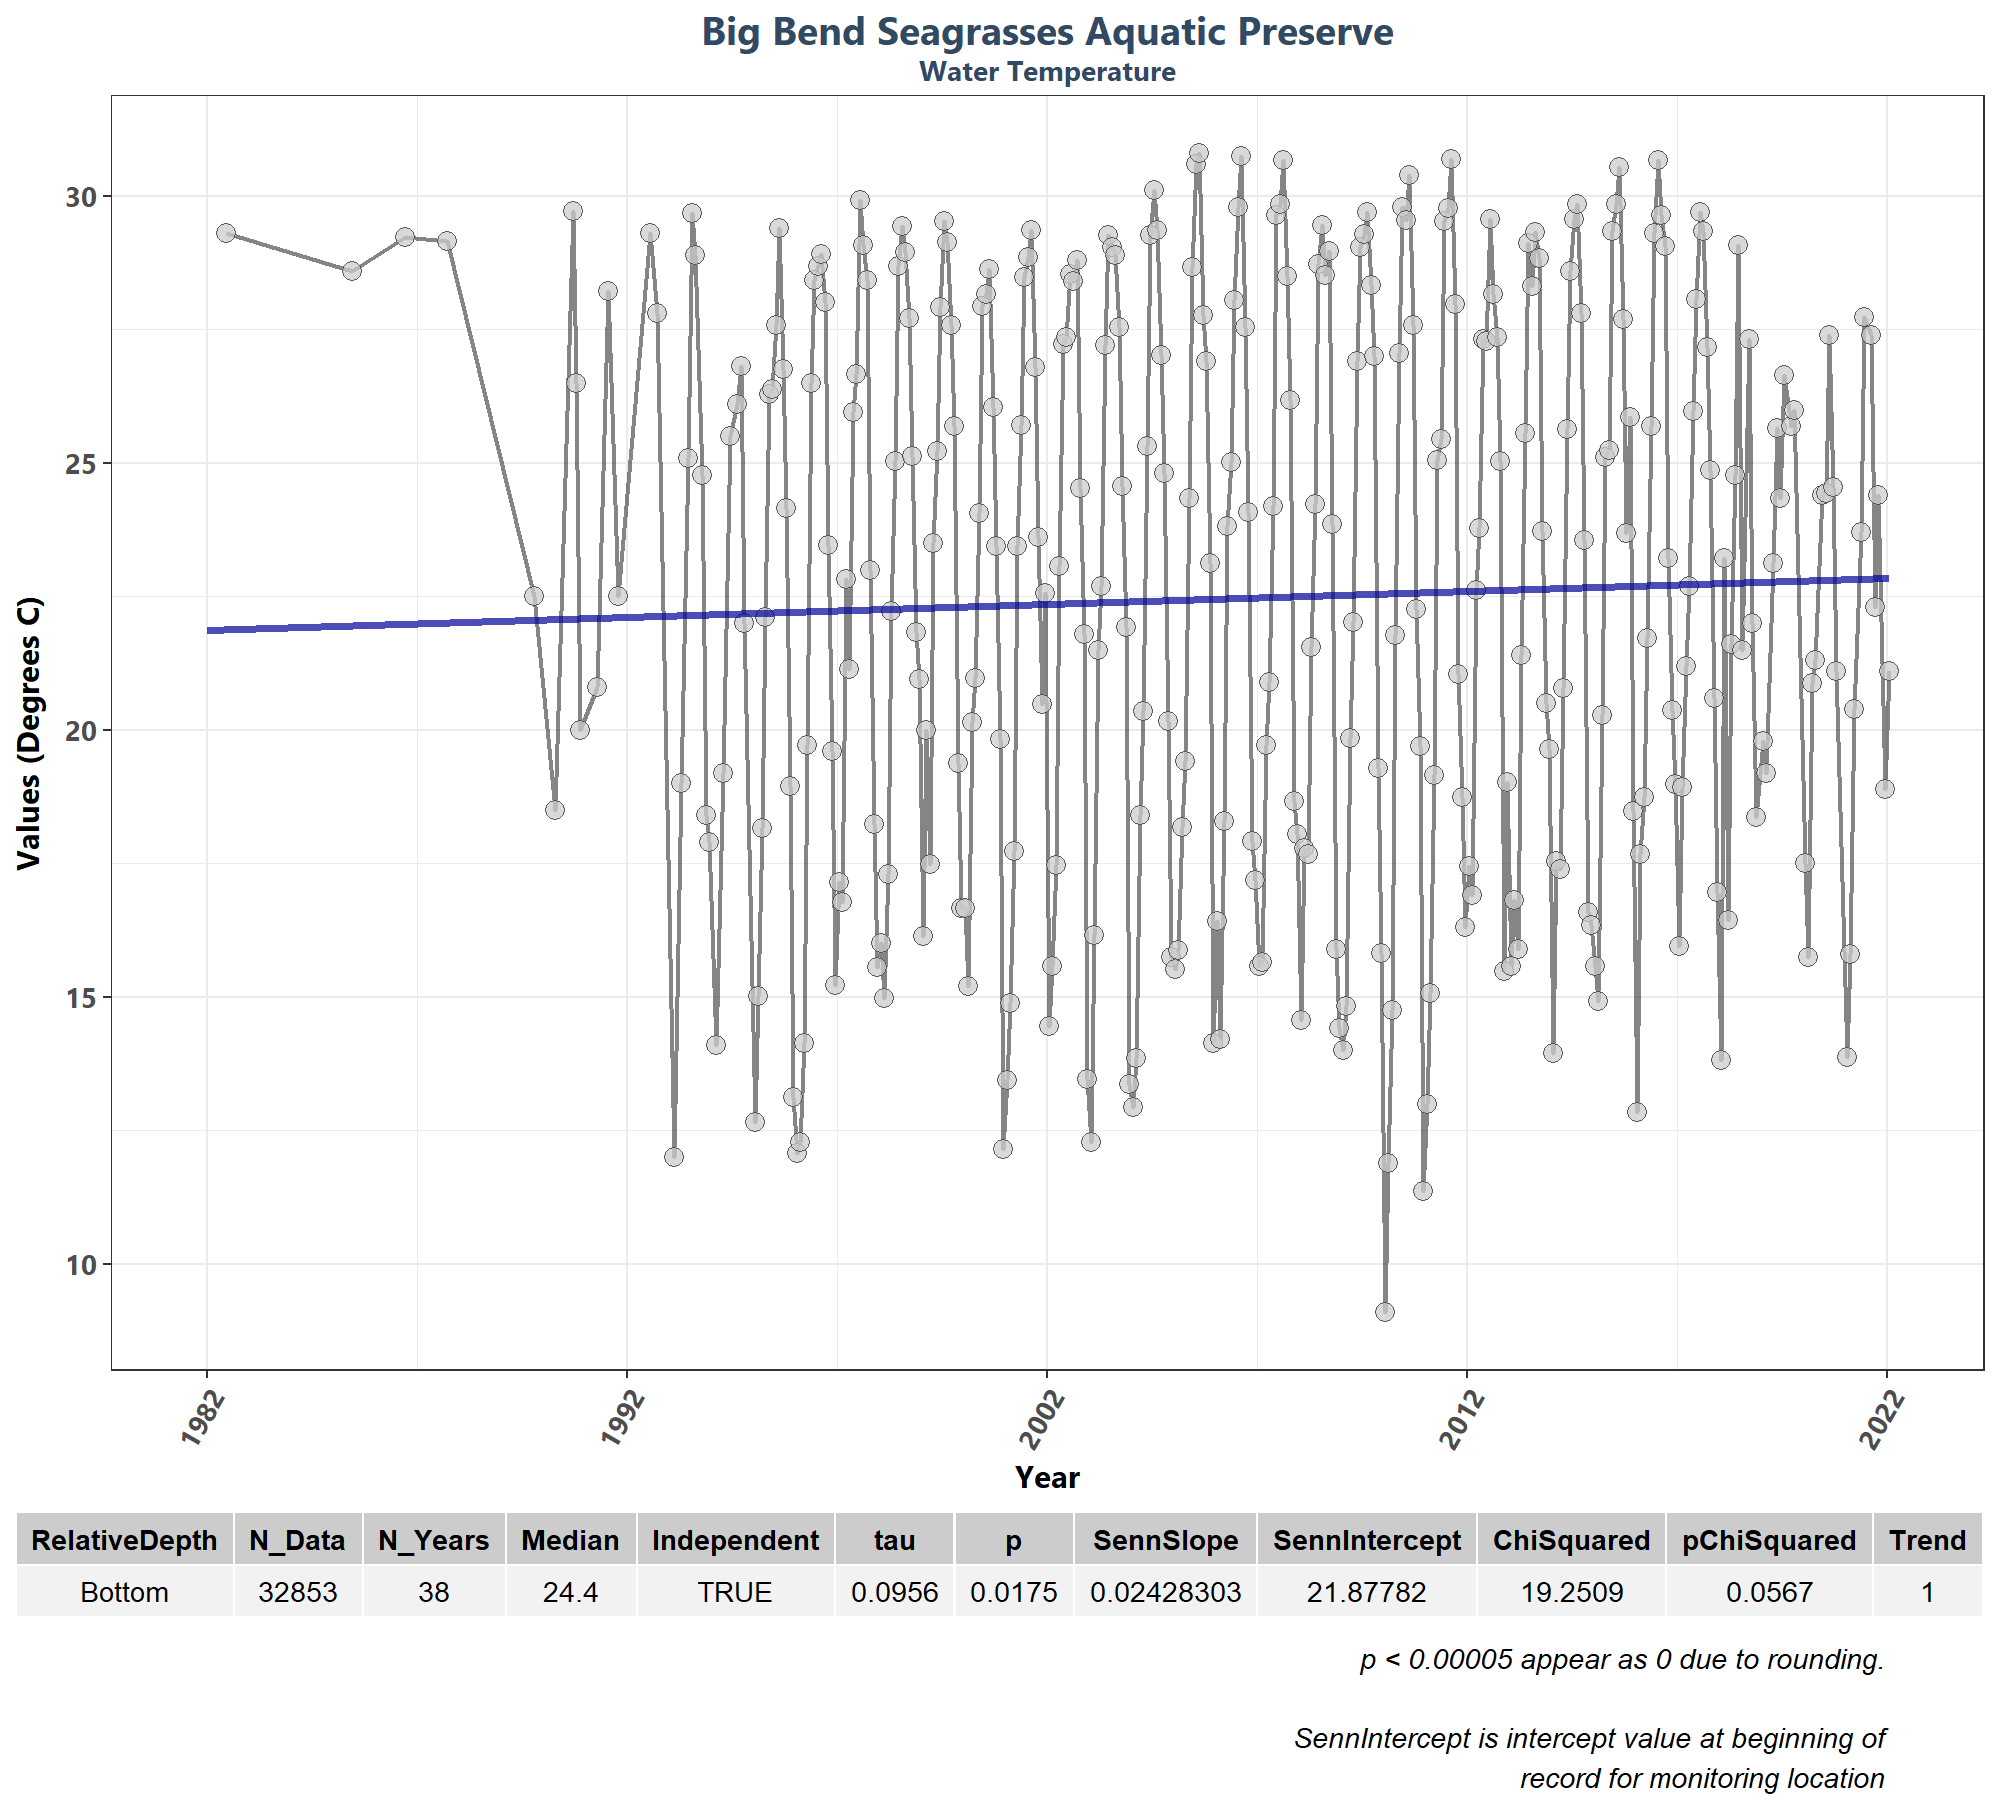 Big Bend Seagrasses Aquatic Preserve
Water Temperature
Values (Degrees C)
30
25
20
15
10
1982
1992
2002
2012
2022
Year
RelativeDepth N_Data N_Years Median Independent tau p SennSlope SennIntercept ChiSquared pChiSquared Trend
Bottom 32853 38 24.4 TRUE 0.0956 0.0175 0.02428303 21.87782 19.2509 0.0567 1
p < 0.00005 appear as 0 due to rounding.
SennIntercept is intercept value at beginning of
record for monitoring location